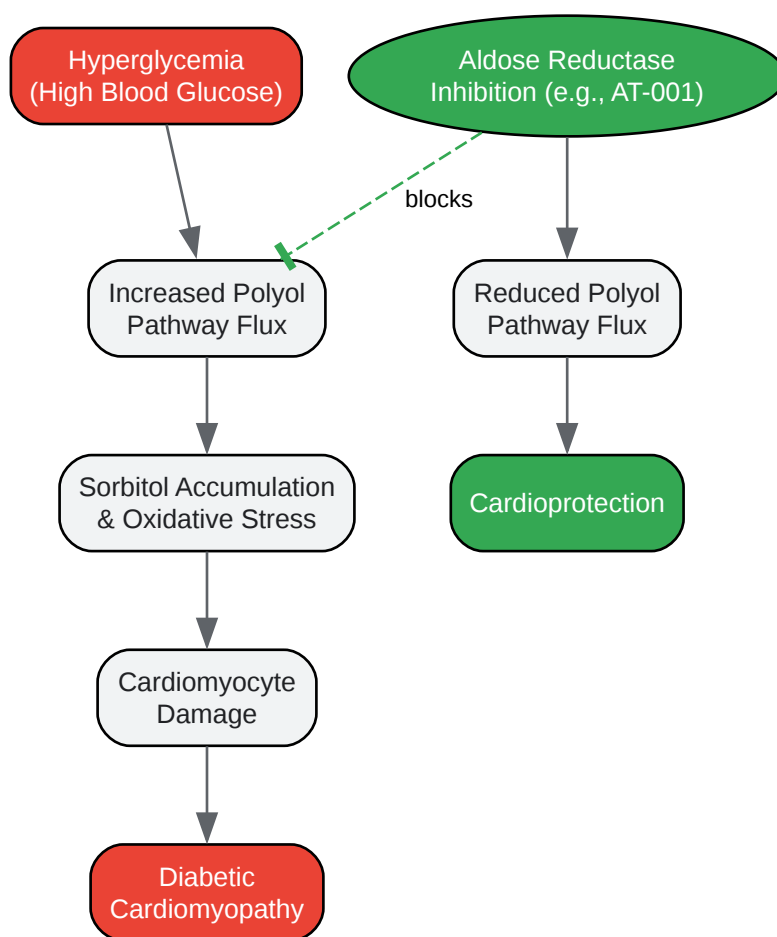 Hyperglycemia
(High Blood Glucose)
Aldose Reductase
Inhibition (e.g., AT-001)
blocks
Increased Polyol
Pathway Flux
Reduced Polyol
Pathway Flux
Sorbitol Accumulation
& Oxidative Stress
Cardioprotection
Cardiomyocyte
Damage
Diabetic
Cardiomyopathy